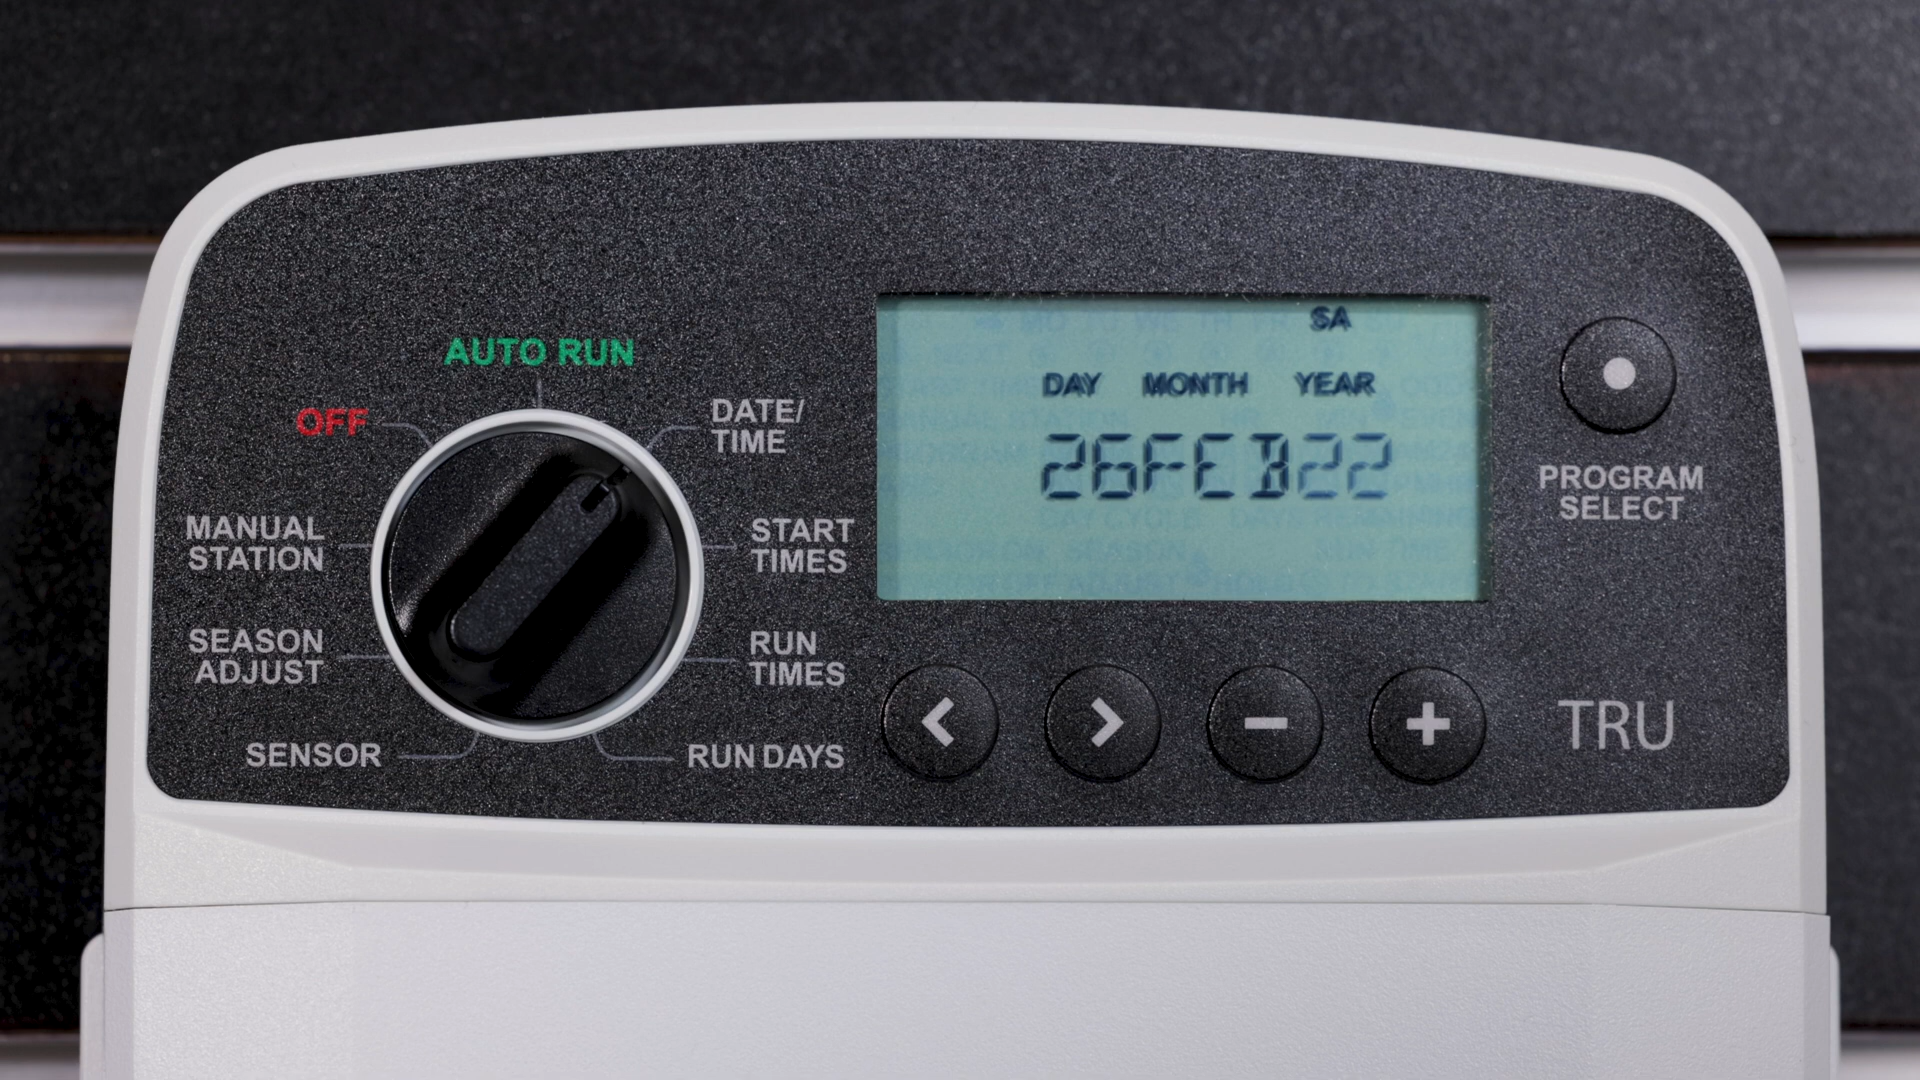 AUTO RUN
OFF
DATE/
TIME
MANUAL
STATION
START
TIMES
SEASON
ADJUST
RUN
TIMES
SENSOR
RUN DAYS
SA
DAY MONTH YEAR
26FEB22
PROGRAM
SELECT
TRU